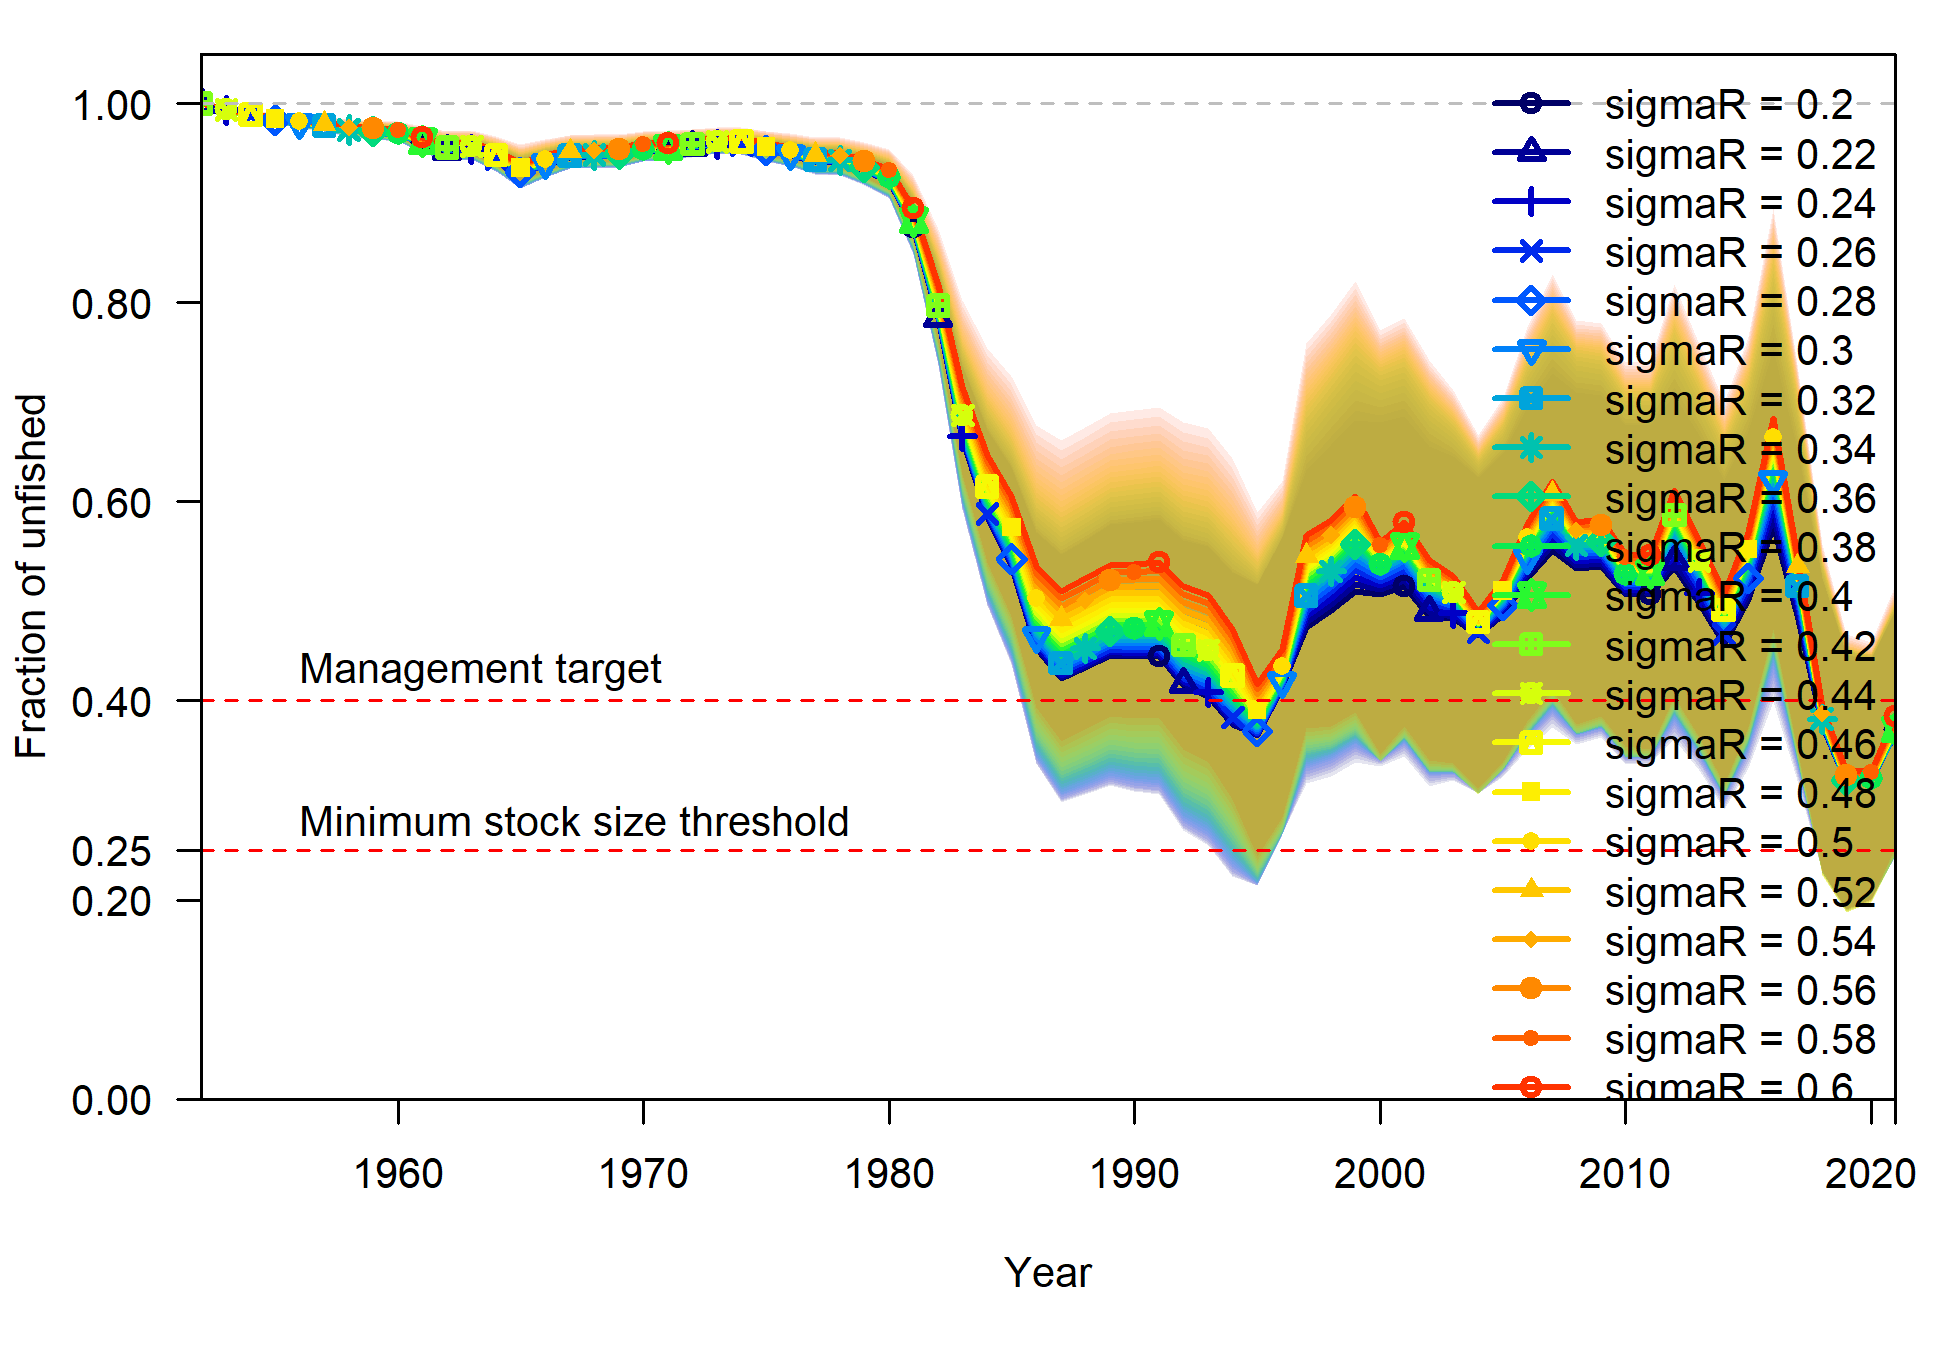 1.00
0.80
0.60
0.40
0.25
0.20
0.00
Fraction of unfished
Management target
Minimum stock size threshold
sigmaR = 0.2
sigmaR = 0.22
sigmaR = 0.24
sigmaR = 0.26
sigmaR = 0.28
sigmaR = 0.3
sigmaR = 0.32
sigmaR = 0.34
sigmaR = 0.36
sigmaR = 0.38
sigmaR = 0.4
sigmaR = 0.42
sigmaR = 0.44
sigmaR = 0.46
sigmaR = 0.48
sigmaR = 0.5
sigmaR = 0.52
sigmaR = 0.54
sigmaR = 0.56
sigmaR = 0.58
sigmaR = 0.6
1960 1970 1980 1990 2000 2010 2020
Year